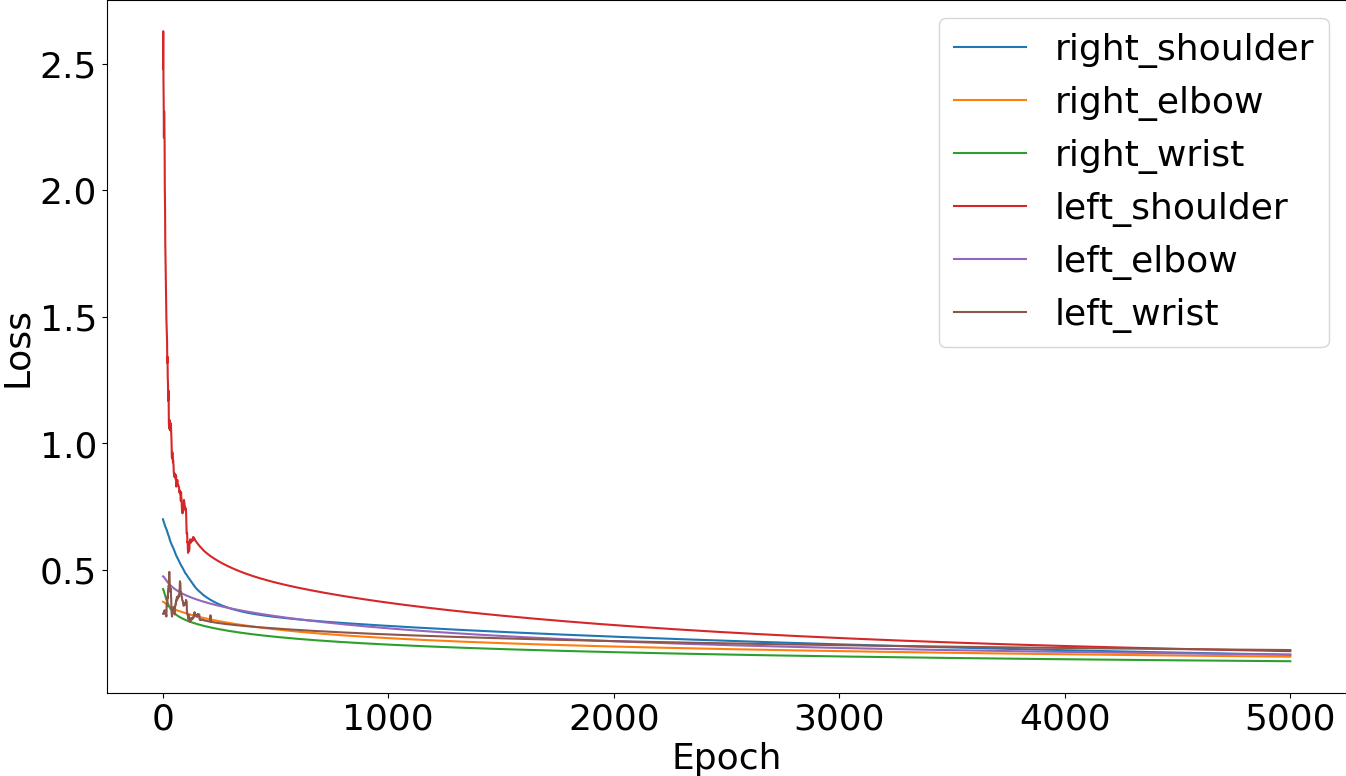 2.5
2.0
1.5
1.0
0.5
Loss
right_shoulder
right_elbow
right_wrist
left_shoulder
left_elbow
left_wrist
0 1000 2000 3000 4000 5000
Epoch